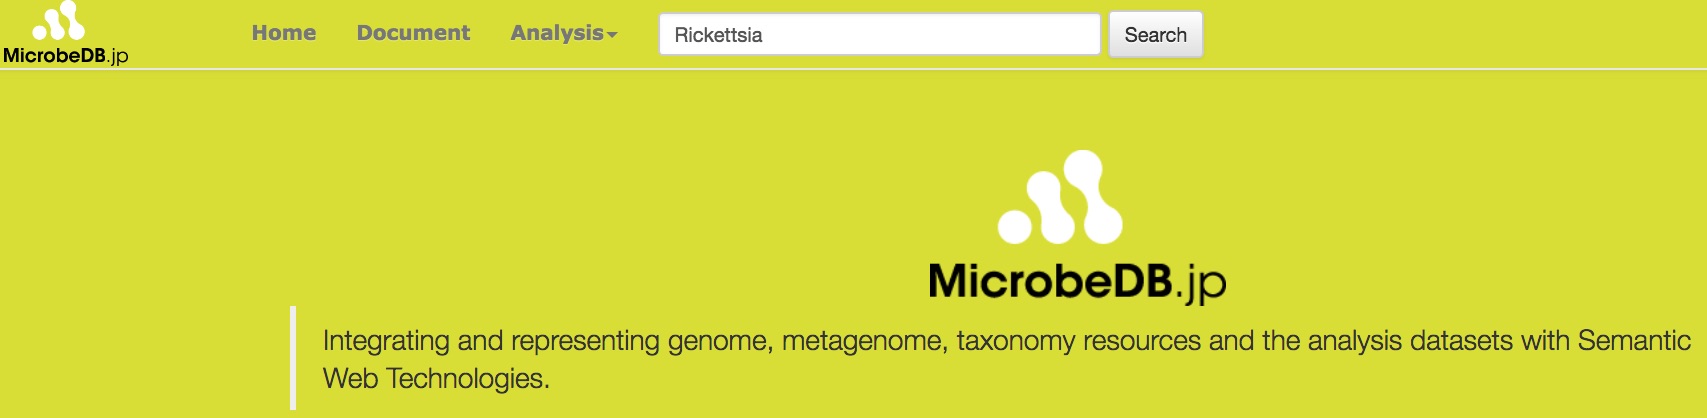 MicrobeDB.jp
Home Document Analysis Rickettsia Search
MicrobeDB.jp
Integrating and representing genome, metagenome, taxonomy resources and the analysis datasets with Semantic
Web Technologies.